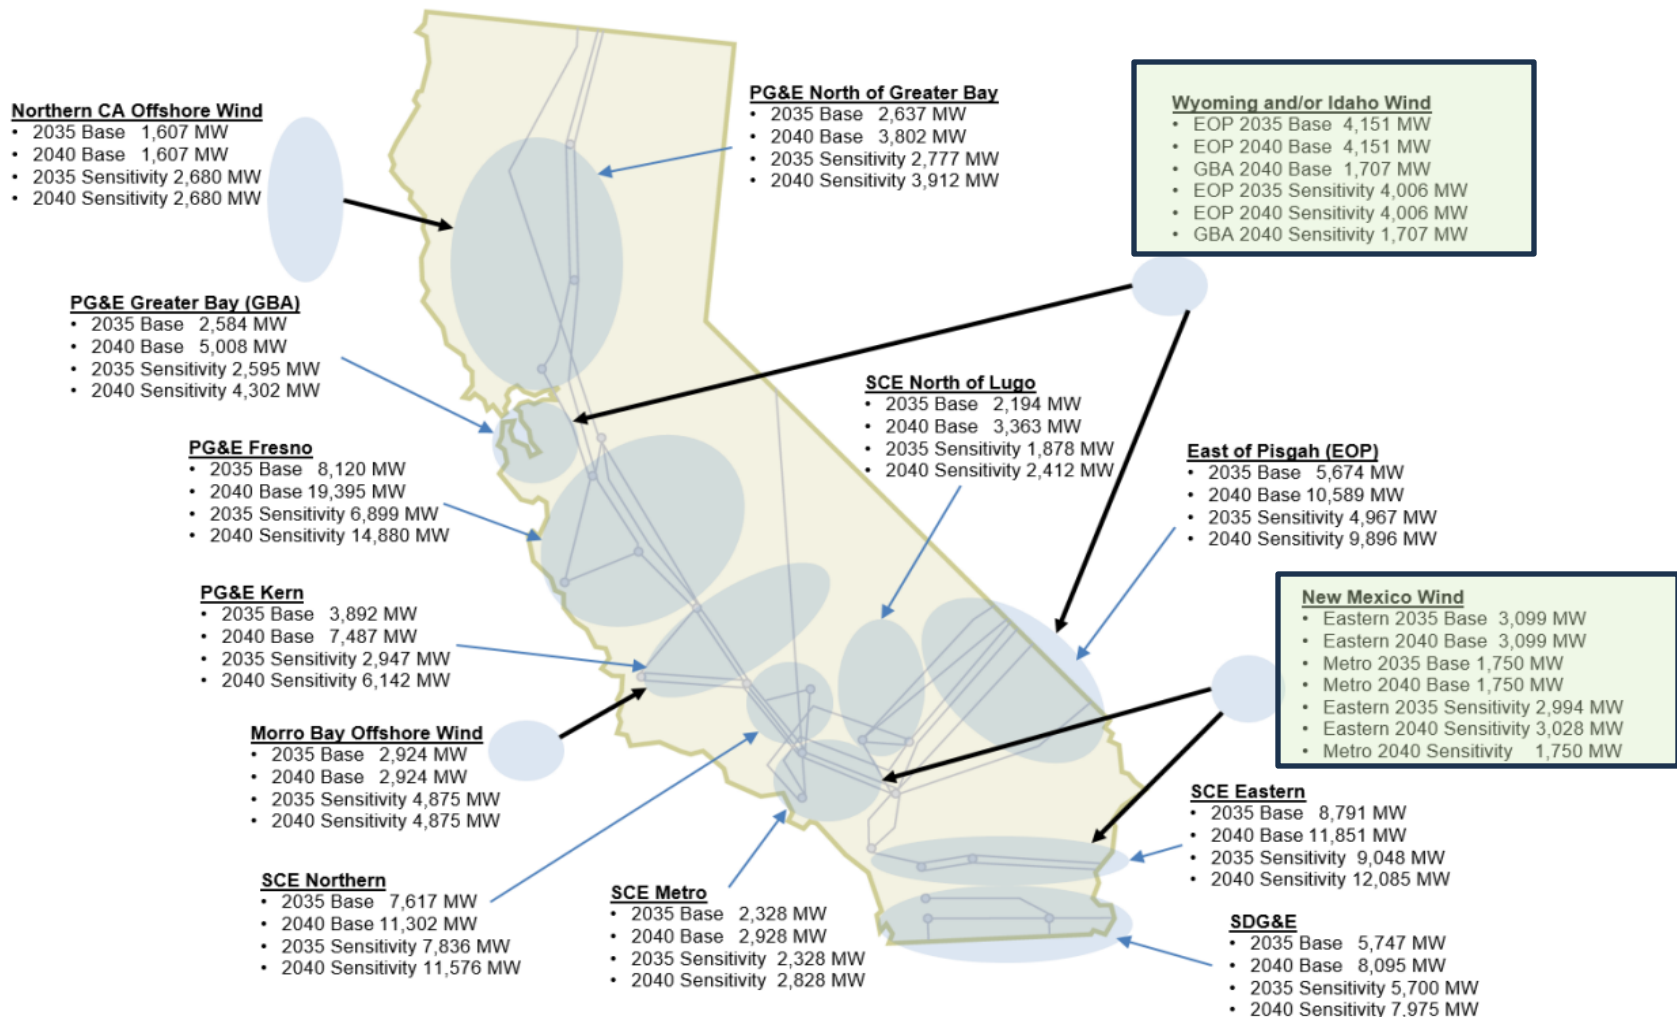 Northern CA Offshore Wind
• 2035 Base 1,607 MW
• 2040 Base 1,607 MW
• 2035 Sensitivity 2,680 MW
• 2040 Sensitivity 2,680 MW
PG&E North of Greater Bay
• 2035 Base 2,637 MW
• 2040 Base 3,802 MW
• 2035 Sensitivity 2,777 MW
• 2040 Sensitivity 3,912 MW
Wyoming and/or Idaho Wind
• EOP 2035 Base 4,151 MW
• EOP 2040 Base 4,151 MW
• GBA 2040 Base 1,707 MW
• EOP 2035 Sensitivity 4,006 MW
• EOP 2040 Sensitivity 4,006 MW
• GBA 2040 Sensitivity 1,707 MW
PG&E Greater Bay (GBA)
• 2035 Base 2,584 MW
• 2040 Base 5,008 MW
• 2035 Sensitivity 2,595 MW
• 2040 Sensitivity 4,302 MW
SCE North of Lugo
• 2035 Base 2,194 MW
• 2040 Base 3,363 MW
• 2035 Sensitivity 1,878 MW
• 2040 Sensitivity 2,412 MW
PG&E Fresno
• 2035 Base 8,120 MW
• 2040 Base 19,395 MW
• 2035 Sensitivity 6,899 MW
• 2040 Sensitivity 14,880 MW
East of Pisgah (EOP)
• 2035 Base 5,674 MW
• 2040 Base 10,589 MW
• 2035 Sensitivity 4,967 MW
• 2040 Sensitivity 9,896 MW
PG&E Kern
• 2035 Base 3,892 MW
• 2040 Base 7,487 MW
• 2035 Sensitivity 2,947 MW
• 2040 Sensitivity 6,142 MW
New Mexico Wind
• Eastern 2035 Base 3,099 MW
• Eastern 2040 Base 3,099 MW
• Metro 2035 Base 1,750 MW
• Metro 2040 Base 1,750 MW
• Eastern 2035 Sensitivity 2,994 MW
• Eastern 2040 Sensitivity 3,028 MW
• Metro 2040 Sensitivity 1,750 MW
Morro Bay Offshore Wind
• 2035 Base 2,924 MW
• 2040 Base 2,924 MW
• 2035 Sensitivity 4,875 MW
• 2040 Sensitivity 4,875 MW
SCE Eastern
• 2035 Base 8,791 MW
• 2040 Base 11,851 MW
• 2035 Sensitivity 9,048 MW
• 2040 Sensitivity 12,085 MW
SCE Northern
• 2035 Base 7,617 MW
• 2040 Base 11,302 MW
• 2035 Sensitivity 7,836 MW
• 2040 Sensitivity 11,576 MW
SCE Metro
• 2035 Base 2,328 MW
• 2040 Base 2,928 MW
• 2035 Sensitivity 2,328 MW
• 2040 Sensitivity 2,828 MW
SDG&E
• 2035 Base 5,747 MW
• 2040 Base 8,095 MW
• 2035 Sensitivity 5,700 MW
• 2040 Sensitivity 7,975 MW